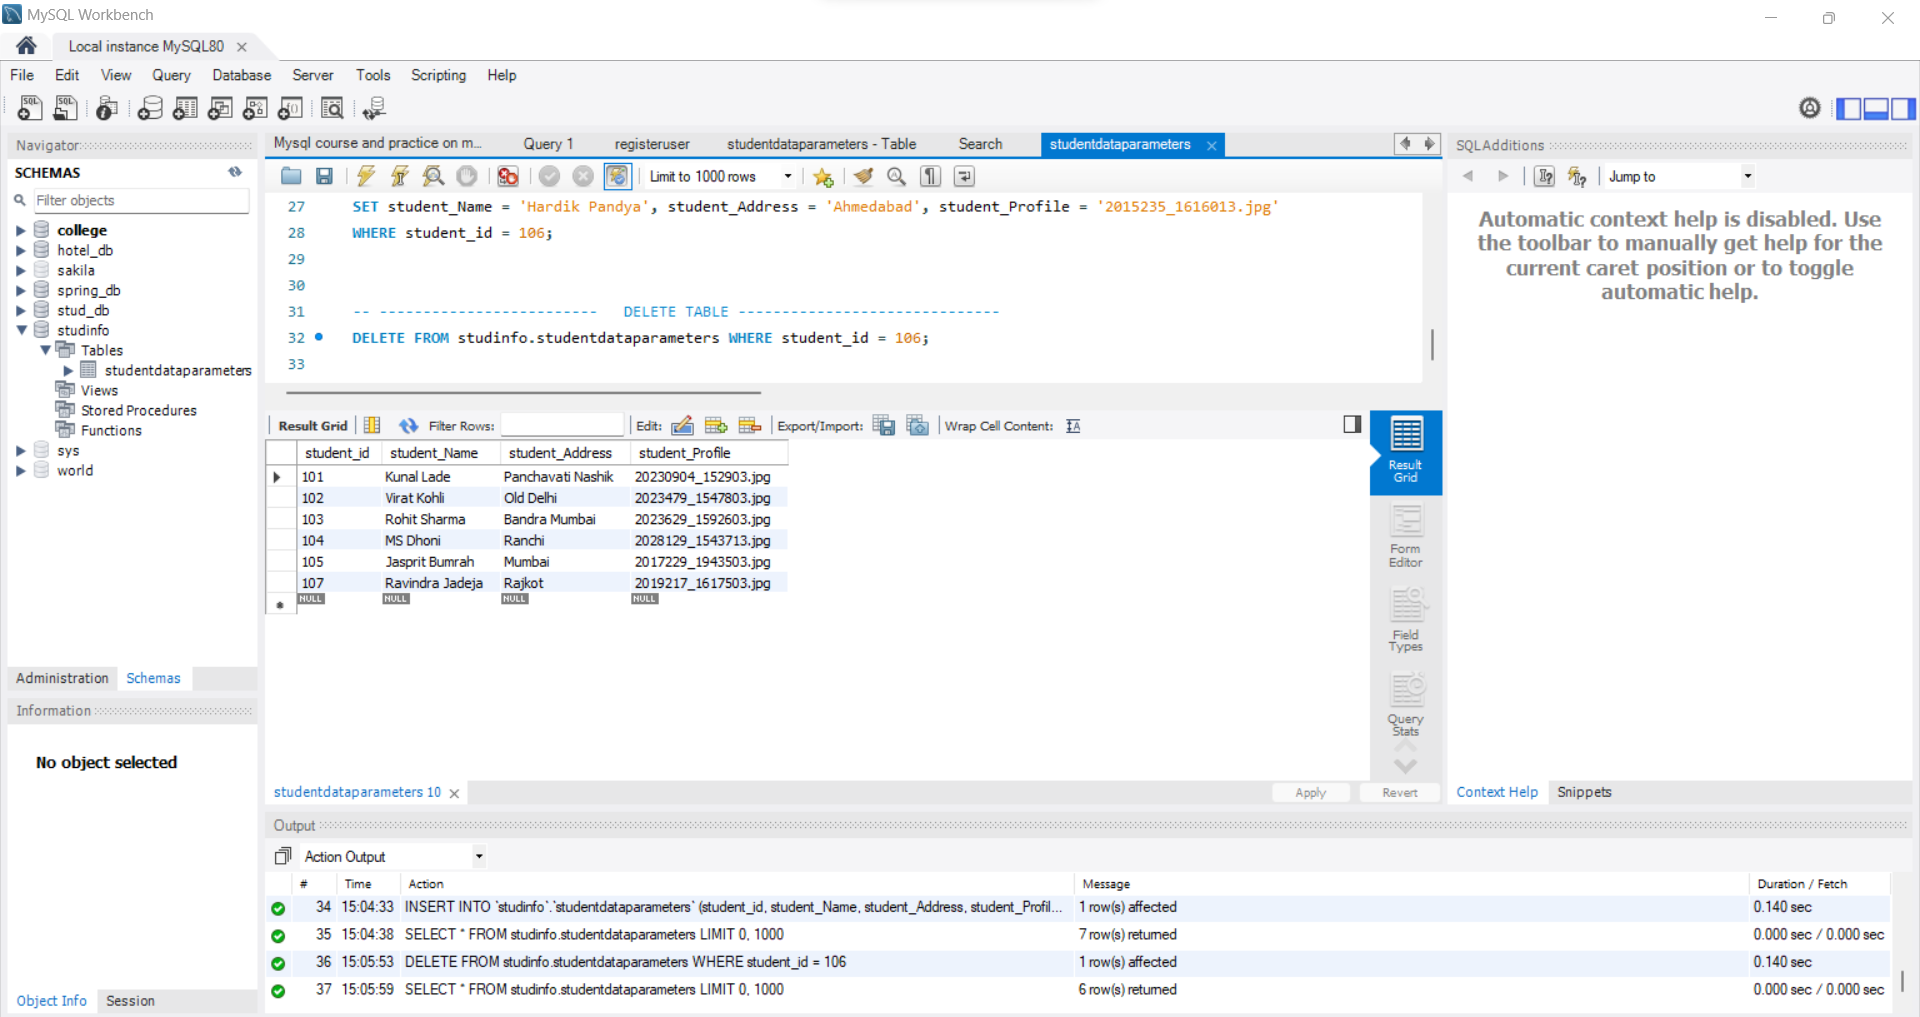 MySQL Workbench
Local instance MySQL80
File Edit View Query Database Server Tools Scripting Help
Navigator
SCHEMAS
Filter objects
college
hotel_db
sakila
spring_db
stud_db
studinfo
Tables
studentdataparameters
Views
Stored Procedures
Functions
sys
world
Administration Schemas
Information
No object selected
Object Info Session
Mysql course and practice on m... Query 1 registeruser studentdataparameters - Table Search studentdataparameters
Limit to 1000 rows
27 SET student_Name = 'Hardik Pandya', student_Address = 'Ahmedabad', student_Profile = '2015235_1616013.jpg'
28 WHERE student_id = 106;
29
30
31 -- ------------------------- DELETE TABLE ------------------------------
32 DELETE FROM studinfo.studentdataparameters WHERE student_id = 106;
33
Result Grid Filter Rows: Edit: Export/Import: Wrap Cell Content: IA
student_id student_Name student_Address student_Profile
101 Kunal Lade Panchavati Nashik 20230904_152903.jpg
102 Virat Kohli Old Delhi 2023479_1547803.jpg
103 Rohit Sharma Bandra Mumbai 2023629_1592603.jpg
104 MS Dhoni Ranchi 2028129_1543713.jpg
105 Jasprit Bumrah Mumbai 2017229_1943503.jpg
107 Ravindra Jadeja Rajkot 2019217_1617503.jpg
NULL NULL NULL NULL
Result Grid
Form Editor
Field Types
Query Stats
studentdataparameters 10 Apply Revert
SQLAdditions
Jump to
Automatic context help is disabled. Use
the toolbar to manually get help for the
current caret position or to toggle
automatic help.
Context Help Snippets
Output
Action Output
# Time Action Message Duration / Fetch
34 15:04:33 INSERT INTO `studinfo`.`studentdataparameters` (student_id, student_Name, student_Address, student_Profil... 1 row(s) affected 0.140 sec
35 15:04:38 SELECT * FROM studinfo.studentdataparameters LIMIT 0, 1000 7 row(s) returned 0.000 sec / 0.000 sec
36 15:05:53 DELETE FROM studinfo.studentdataparameters WHERE student_id = 106 1 row(s) affected 0.140 sec
37 15:05:59 SELECT * FROM studinfo.studentdataparameters LIMIT 0, 1000 6 row(s) returned 0.000 sec / 0.000 sec